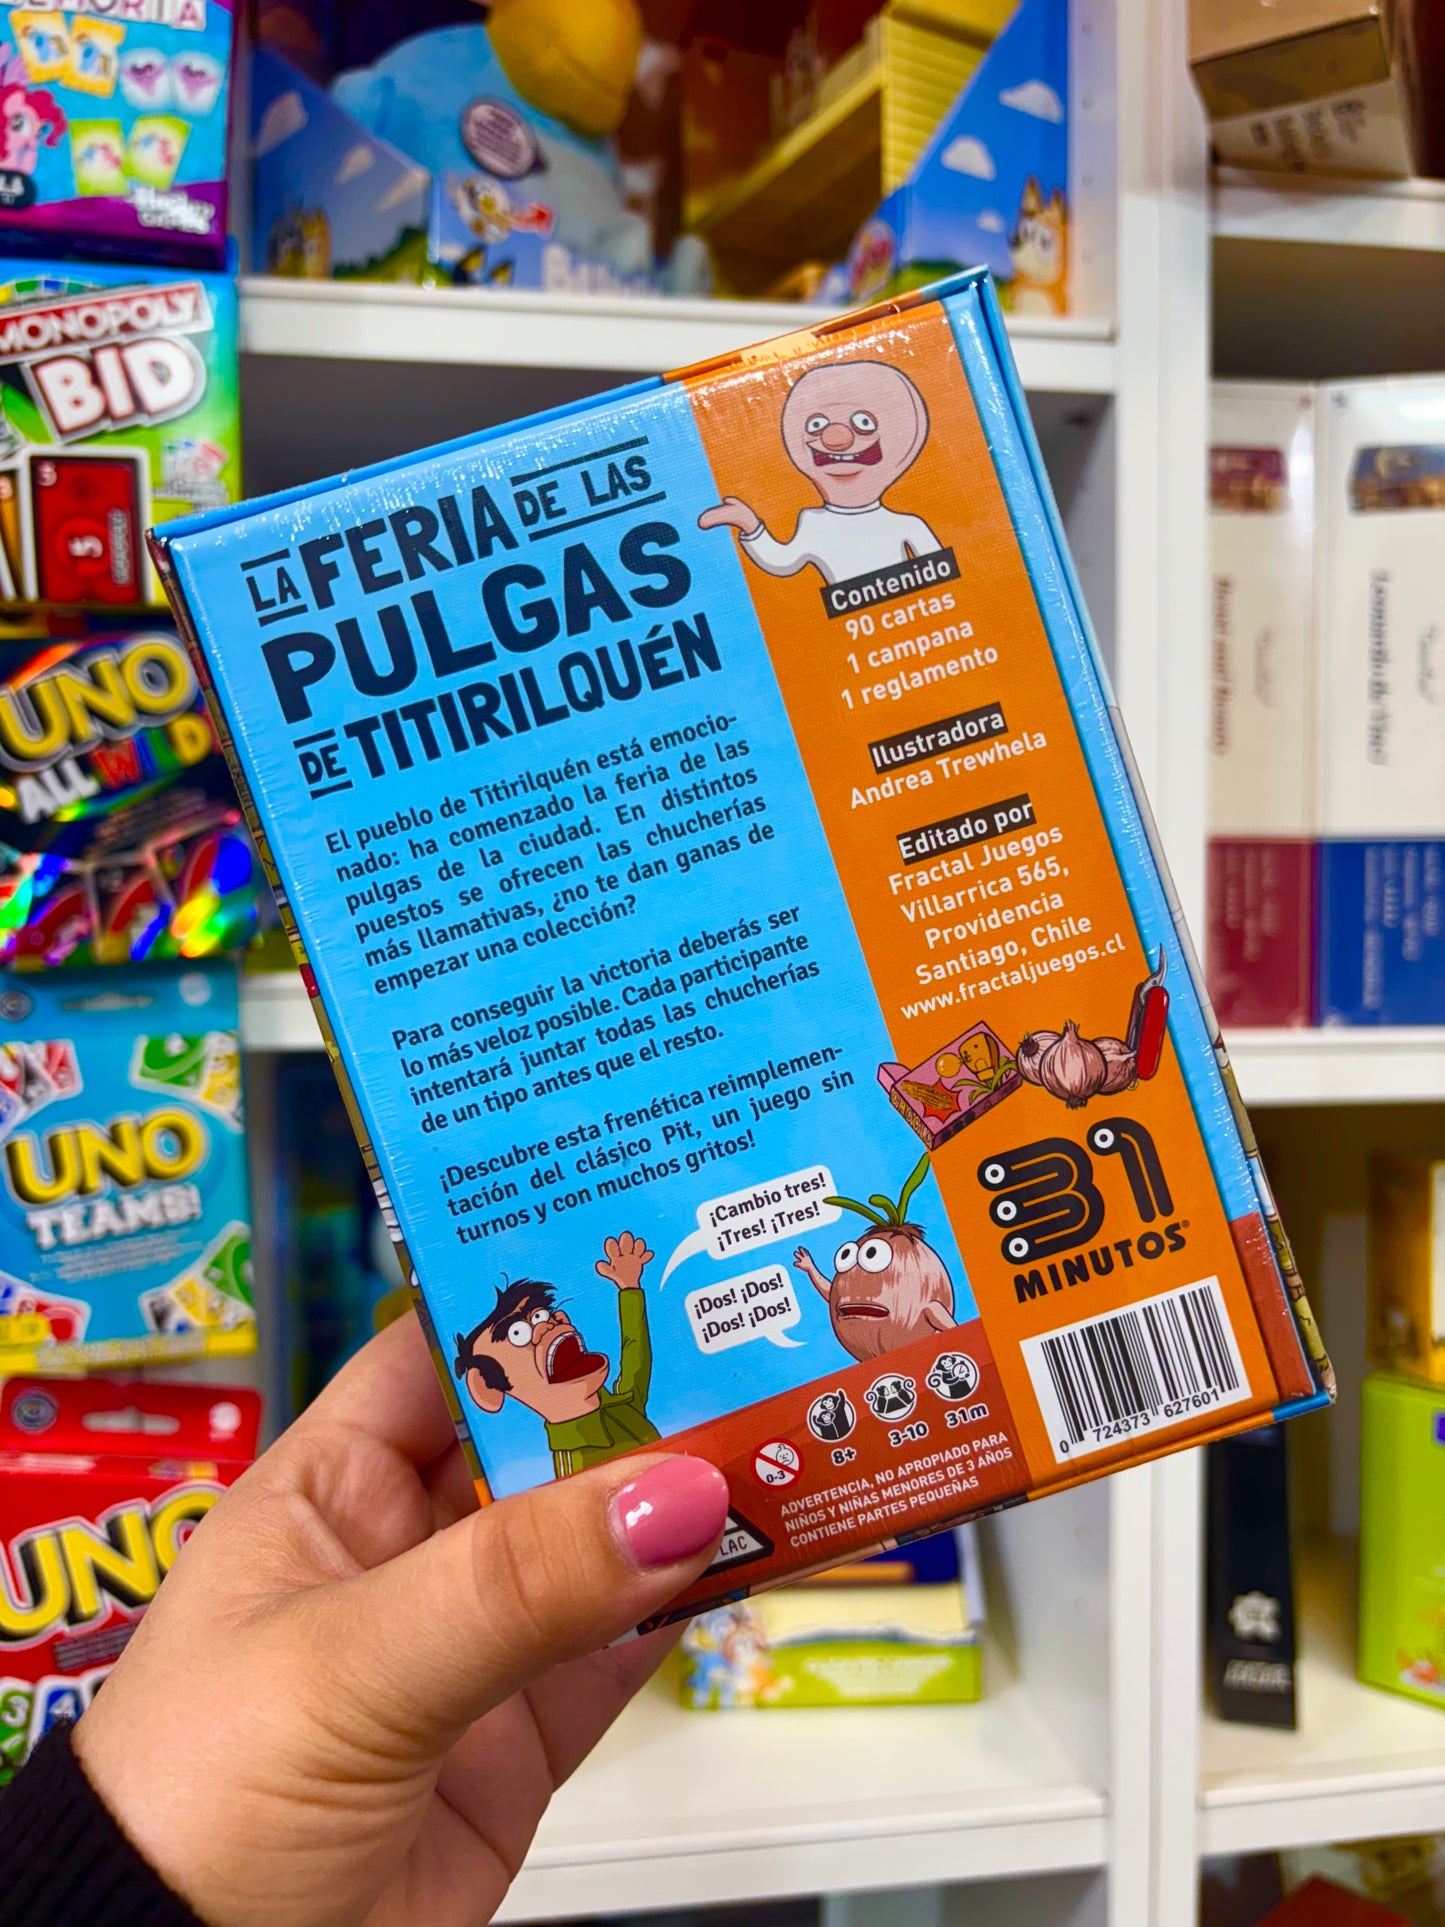 MONOPOLY
BID
5
UNO
ALL WILD
UNO
TEAMS!
UNO
LA FERIA DE LAS
PULGAS
DE TITIRILQUÉN
El pueblo de Titirilquén está emocio-
nado: ha comenzado la feria de las
pulgas de la ciudad. En distintos
puestos se ofrecen las chucherías
más llamativas, ¿no te dan ganas de
empezar una colección?
Para conseguir la victoria deberás ser
lo más veloz posible. Cada participante
intentará juntar todas las chucherías
de un tipo antes que el resto.
¡Descubre esta frenética reimplemen-
tación del clásico Pit, un juego sin
turnos y con muchos gritos!
¡Cambio tres!
¡Tres! ¡Tres!
¡Dos! ¡Dos!
¡Dos! ¡Dos!
Contenido
90 cartas
1 campana
1 reglamento
Ilustradora
Andrea Trewhela
Editado por
Fractal Juegos
Villarrica 565,
Providencia
Santiago, Chile
www.fractaljuegos.cl
31
MINUTOS®
0-3
8+
3-10
31m
ADVERTENCIA, NO APROPIADO PARA
NIÑOS Y NIÑAS MENORES DE 3 AÑOS
CONTIENE PARTES PEQUEÑAS
LAC
0 724373 627601